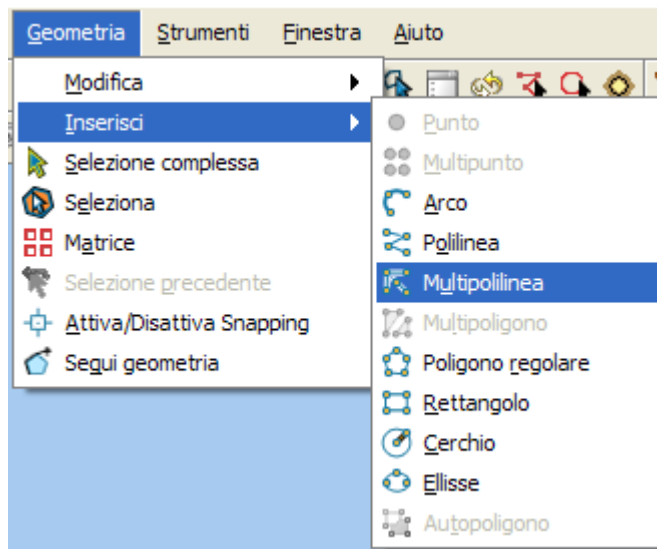 Geometria Strumenti Finestra Aiuto
Modifica
Inserisci
Selezione complessa
Seleziona
Matrice
Selezione precedente
Attiva/Disattiva Snapping
Segui geometria
Punto
Multipunto
Arco
Polilinea
Multipolilinea
Multipoligono
Poligono regolare
Rettangolo
Cerchio
Ellisse
Autopoligono